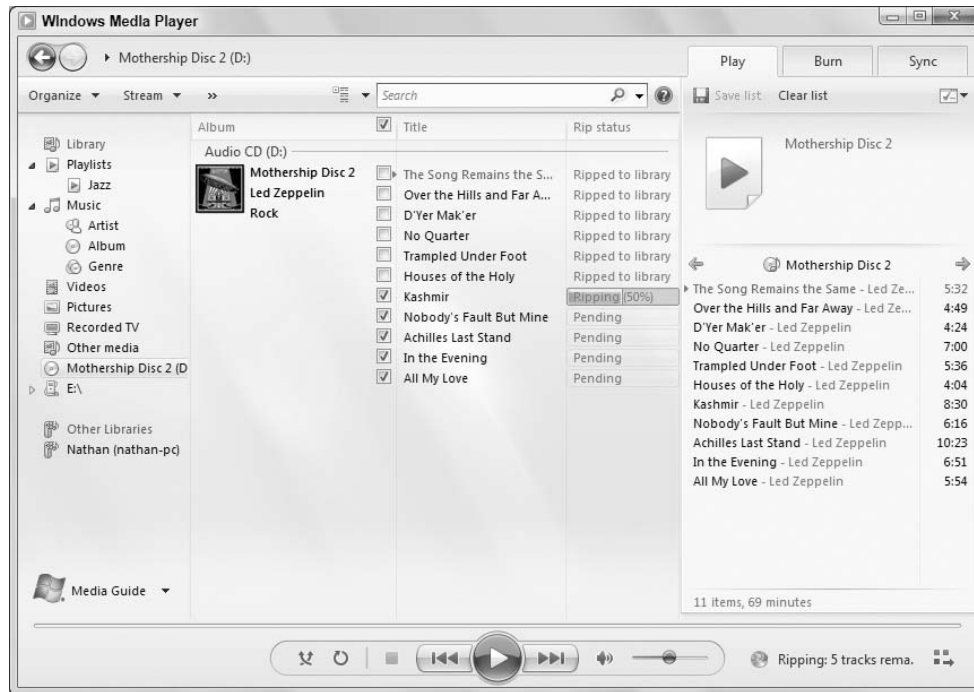 Windows Media Player
Mothership Disc 2 (D:)
Play Burn Sync
Organize Stream » Search
Save list Clear list
Library
Playlists
Jazz
Music
Artist
Album
Genre
Videos
Pictures
Recorded TV
Other media
Mothership Disc 2 (D
E:\
Other Libraries
Nathan (nathan-pc)
Media Guide
Album Title Rip status
Audio CD (D:)
Mothership Disc 2
Led Zeppelin
Rock
The Song Remains the S... Ripped to library
Over the Hills and Far A... Ripped to library
D'Yer Mak'er Ripped to library
No Quarter Ripped to library
Trampled Under Foot Ripped to library
Houses of the Holy Ripped to library
Kashmir Ripping (50%)
Nobody's Fault But Mine Pending
Achilles Last Stand Pending
In the Evening Pending
All My Love Pending
Mothership Disc 2
Mothership Disc 2
The Song Remains the Same - Led Ze... 5:32
Over the Hills and Far Away - Led Ze... 4:49
D'Yer Mak'er - Led Zeppelin 4:24
No Quarter - Led Zeppelin 7:00
Trampled Under Foot - Led Zeppelin 5:36
Houses of the Holy - Led Zeppelin 4:04
Kashmir - Led Zeppelin 8:30
Nobody's Fault But Mine - Led Zepp... 6:16
Achilles Last Stand - Led Zeppelin 10:23
In the Evening - Led Zeppelin 6:51
All My Love - Led Zeppelin 5:54
11 items, 69 minutes
Ripping: 5 tracks rema.